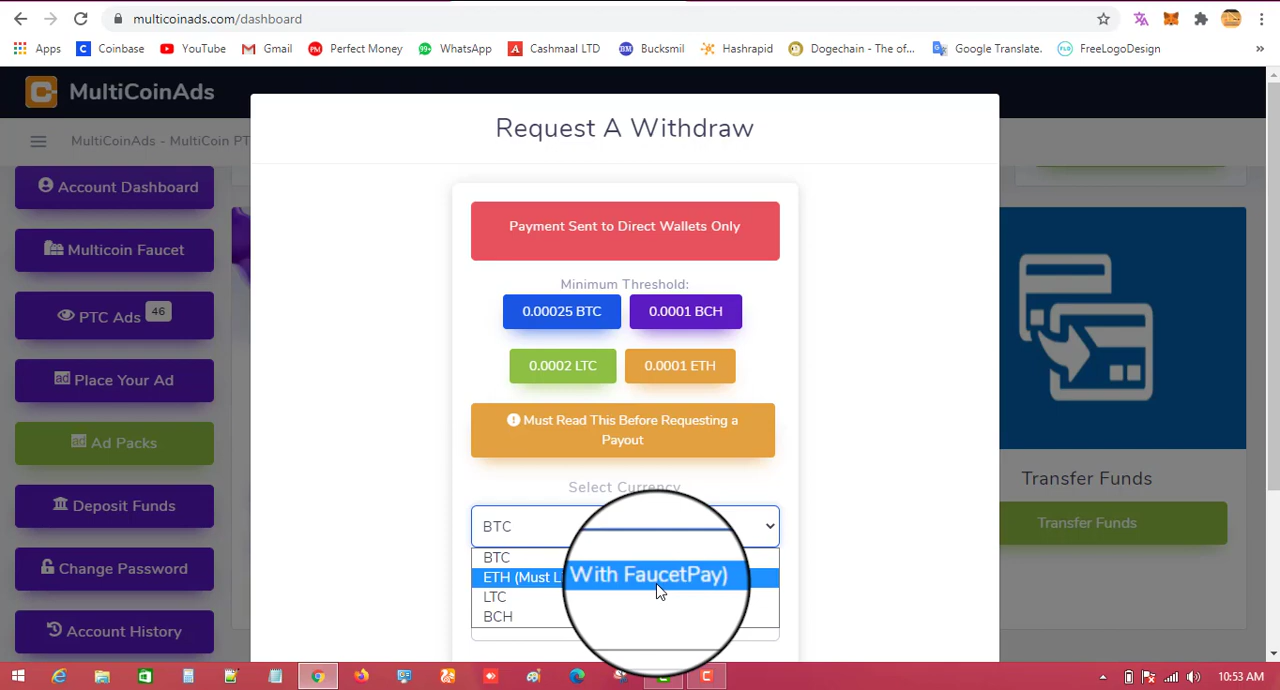 multicoinads.com/dashboard
Apps Coinbase YouTube Gmail Perfect Money WhatsApp Cashmaal LTD Bucksmil Hashrapid Dogechain - The of... Google Translate. FreeLogoDesign »
MultiCoinAds
MultiCoinAds - MultiCoin PT
Request A Withdraw
Account Dashboard
Multicoin Faucet
PTC Ads 46
Place Your Ad
Ad Packs
Deposit Funds
Change Password
Account History
Payment Sent to Direct Wallets Only
Minimum Threshold:
0.00025 BTC 0.0001 BCH
0.0002 LTC 0.0001 ETH
Must Read This Before Requesting a
Payout
Select Currency
BTC
BTC
ETH (Must Li With FaucetPay)
LTC
BCH
Transfer Funds
Transfer Funds
10:53 AM